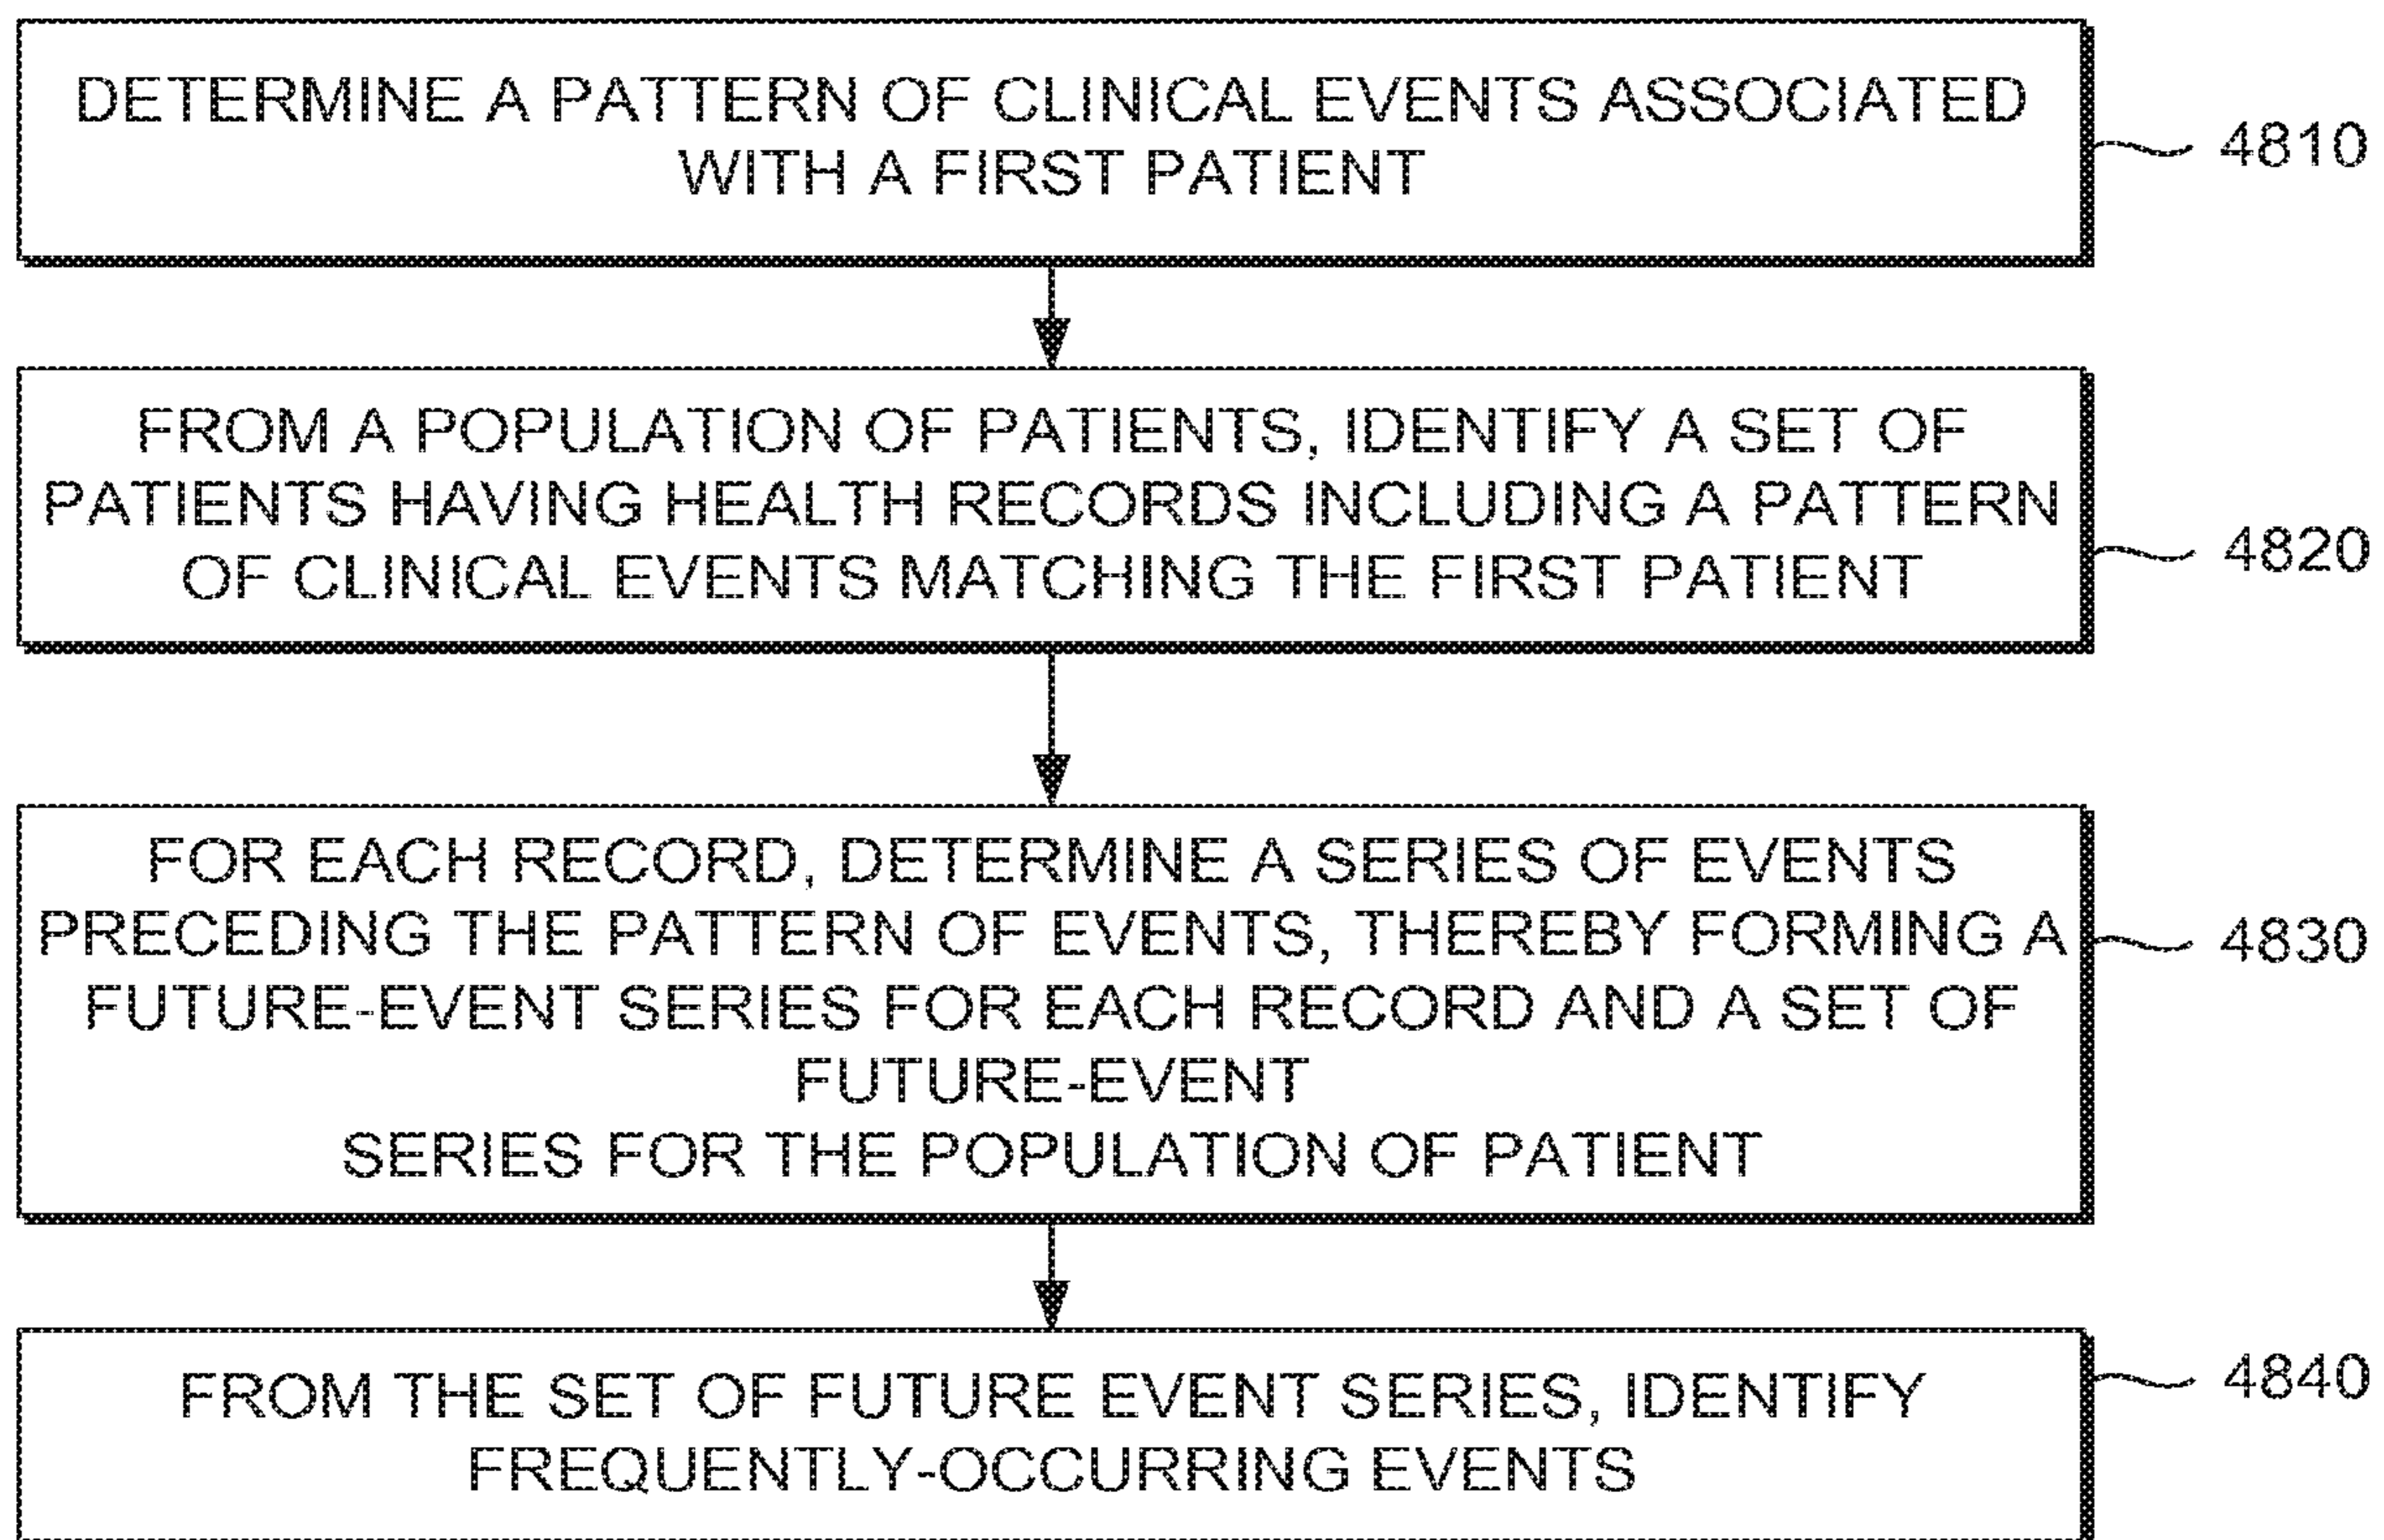 DETERMINE A PATTERN OF CLINICAL EVENTS ASSOCIATED
WITH A FIRST PATIENT
4810
FROM A POPULATION OF PATIENTS, IDENTIFY A SET OF
PATIENTS HAVING HEALTH RECORDS INCLUDING A PATTERN
OF CLINICAL EVENTS MATCHING THE FIRST PATIENT
4820
FOR EACH RECORD, DETERMINE A SERIES OF EVENTS
PRECEDING THE PATTERN OF EVENTS, THEREBY FORMING A
FUTURE-EVENT SERIES FOR EACH RECORD AND A SET OF
FUTURE-EVENT
SERIES FOR THE POPULATION OF PATIENT
4830
FROM THE SET OF FUTURE EVENT SERIES, IDENTIFY
FREQUENTLY-OCCURRING EVENTS
4840